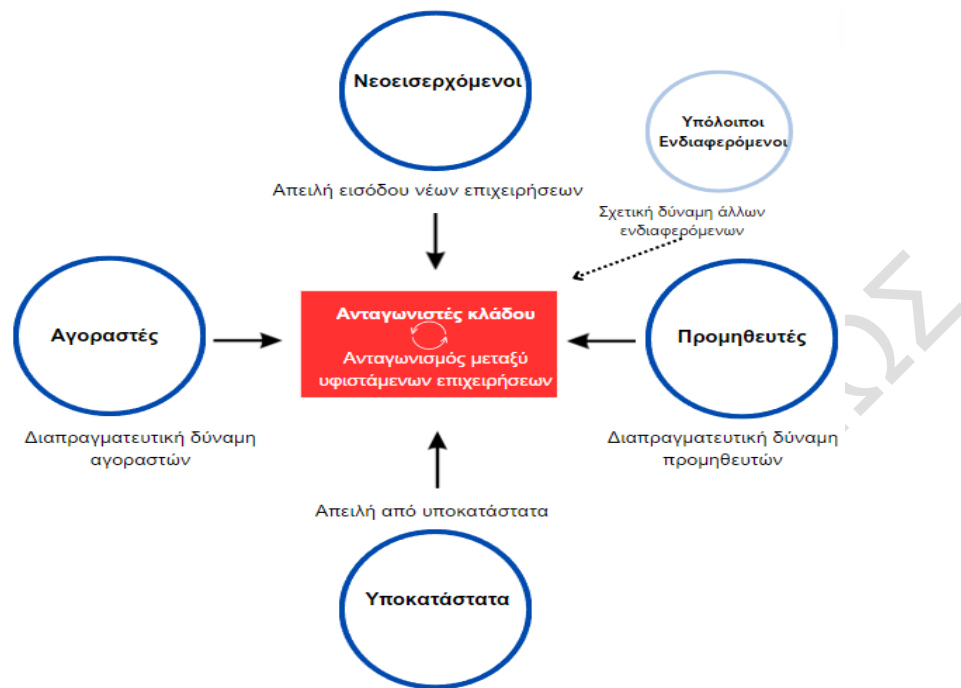 Νεοεισερχόμενοι
Υπόλοιποι
Ενδιαφερόμενοι
Απειλή εισόδου νέων επιχειρήσεων
Σχετική δύναμη άλλων
ενδιαφερόμενων
Αγοραστές
Ανταγωνιστές κλάδου
Ανταγωνισμός μεταξύ
υφιστάμενων επιχειρήσεων
Προμηθευτές
Διαπραγματευτική δύναμη
αγοραστών
Διαπραγματευτική δύναμη
προμηθευτών
Απειλή από υποκατάστατα
Υποκατάστατα